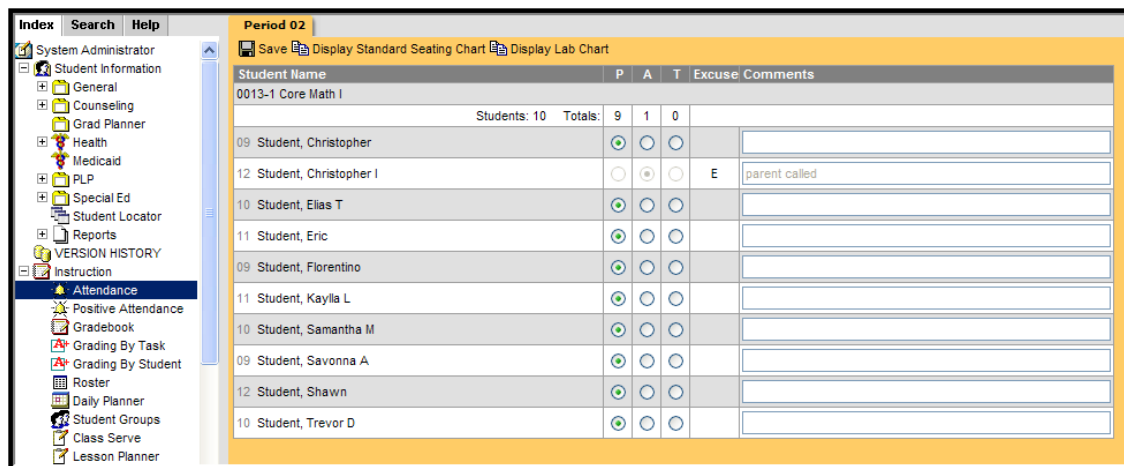 Index Search Help
System Administrator
Student Information
General
Counseling
Grad Planner
Health
Medicaid
PLP
Special Ed
Student Locator
Reports
VERSION HISTORY
Instruction
Attendance
Positive Attendance
Gradebook
Grading By Task
Grading By Student
Roster
Daily Planner
Student Groups
Class Serve
Lesson Planner
Period 02
Save Display Standard Seating Chart Display Lab Chart
Student Name P A T Excuse Comments
0013-1 Core Math I
Students: 10 Totals: 9 1 0
09 Student, Christopher
12 Student, Christopher I E parent called
10 Student, Elias T
11 Student, Eric
09 Student, Florentino
11 Student, Kaylla L
10 Student, Samantha M
09 Student, Savonna A
12 Student, Shawn
10 Student, Trevor D